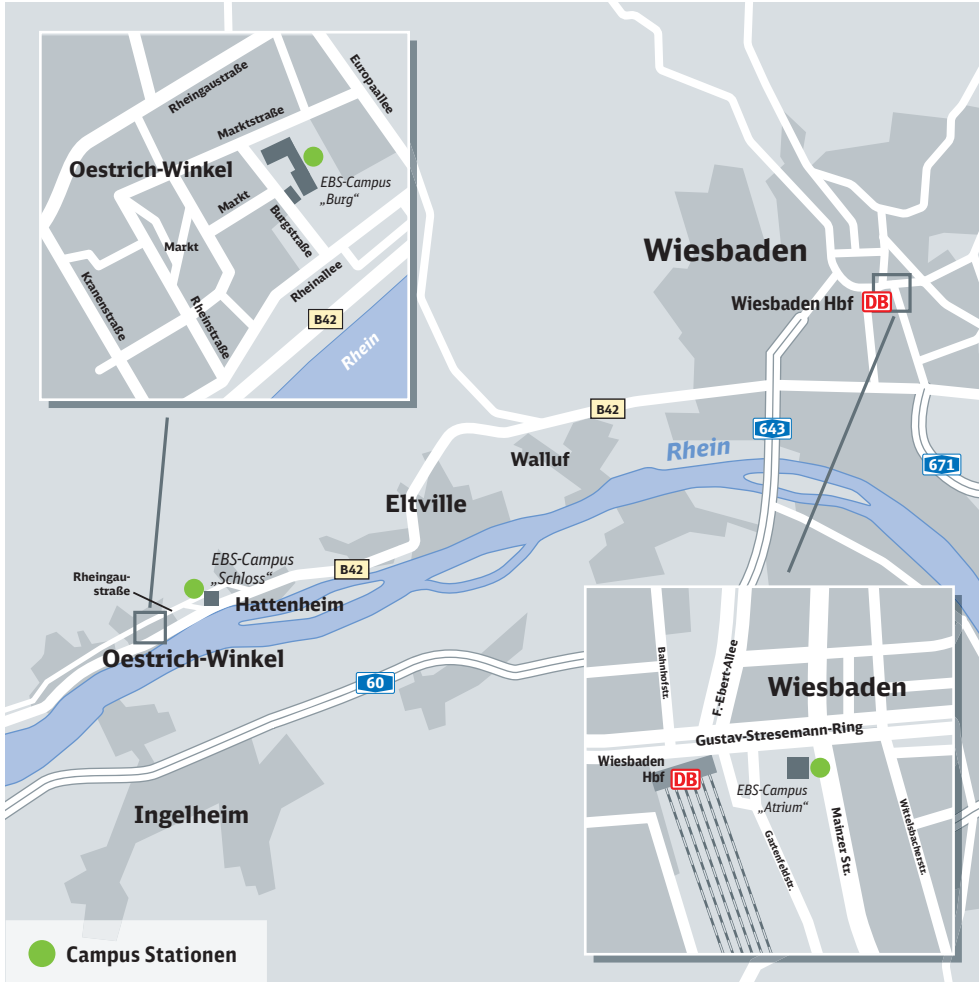 Rheingaustraße
Europaallee
Marktstraße
Oestrich-Winkel
EBS-Campus
„Burg“
Markt
Burgstraße
Markt
Rheinallee
Kranenstraße
Rheinstraße
B42
Rhein
Wiesbaden
Wiesbaden Hbf
DB
B42
643
Rhein
671
Walluf
Eltville
EBS-Campus
„Schloss“
B42
Rheingau-
straße
Hattenheim
Oestrich-Winkel
60
Ingelheim
Bahnhofstr.
F.-Ebert-Allee
Wiesbaden
Gustav-Stresemann-Ring
Wiesbaden
Hbf
DB
EBS-Campus
„Atrium“
Gartenfeldstr.
Mainzer Str.
Wittelsbacherstr.
Campus Stationen